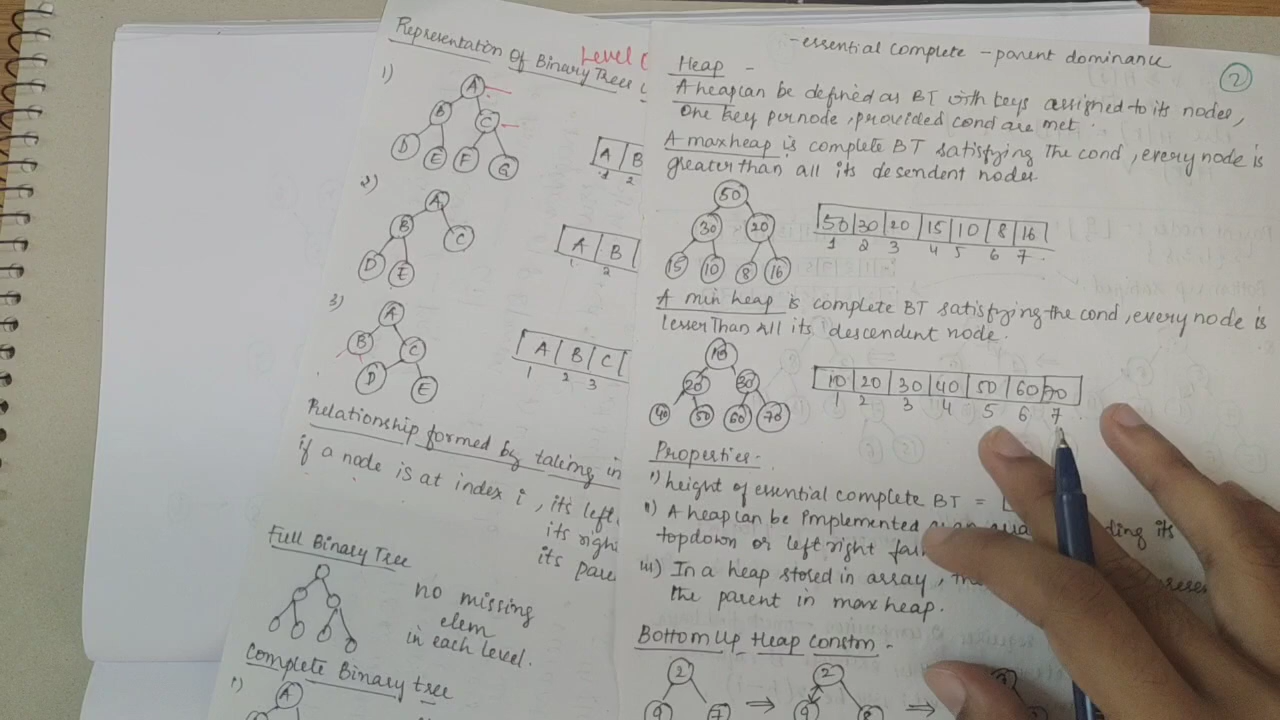 Representation Of Binary Trees
Level
1)
A
B C
D E F G
A B
1 2
2)
A
B C
D E
A B
1 2
3)
A
B C
D E
A B C
1 2 3
Relationship formed by taking in
if a node is at index i, its left
its righ
its pare
Full Binary Tree
no missing
elem
in each level.
Complete Binary tree
1)
A
-essential complete -parent dominance
2
Heap -
A heap can be defined as BT with keys assigned to its nodes,
one key per node, provided cond are met.
A maxheap is complete BT satisfying the cond, every node is
greater than all its desendent nodes
50
30 20
15 10 8 16
50 30 20 15 10 8 16
1 2 3 4 5 6 7
A min heap is complete BT satisfying the cond, every node is
lesser than all its descendent node.
10
20 30
40 50 60 70
10 20 30 40 50 60 70
1 2 3 4 5 6 7
Properties:-
i) height of essential complete BT =
ii) A heap can be implemented its
topdown or left right
iii) In a heap stored in array,
the parent in maxheap.
Bottom Up Heap Constrn -
2 ⇒ 2 ⇒
9 7 9 8